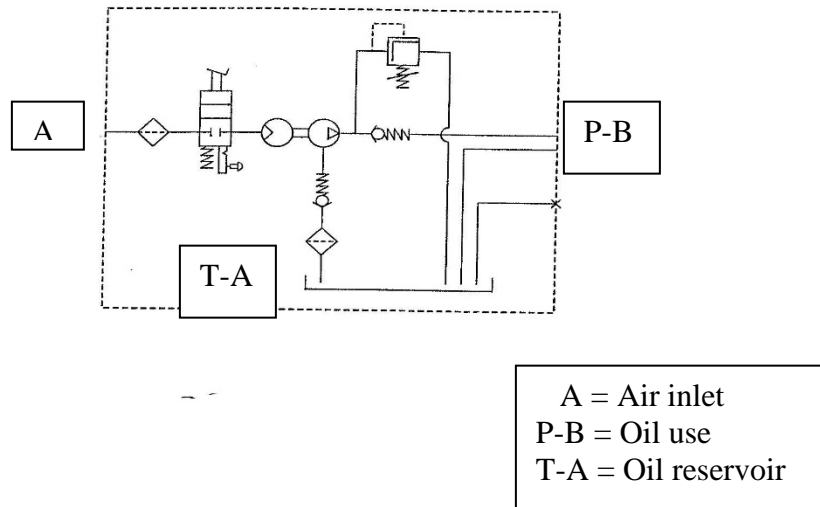 A
P-B
T-A
A = Air inlet
P-B = Oil use
T-A = Oil reservoir